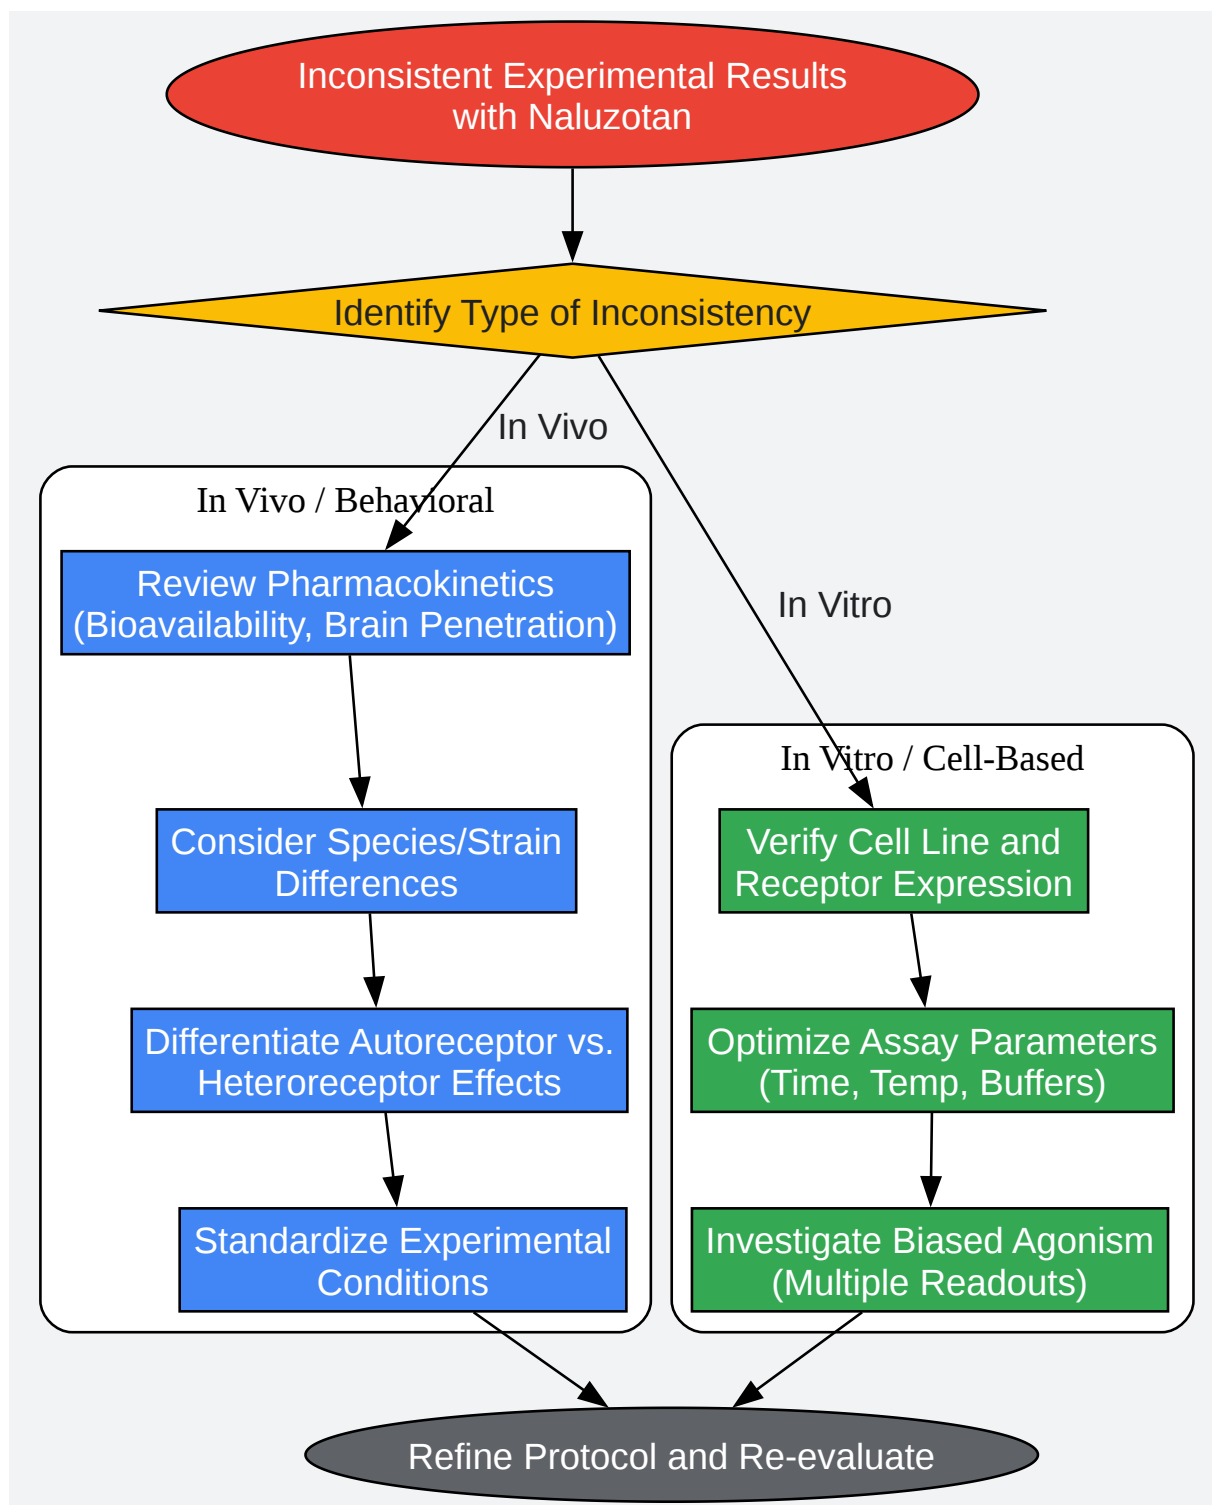 Inconsistent Experimental Results
with Naluzotan
Identify Type of Inconsistency
In Vivo
In Vivo / Behavioral
Review Pharmacokinetics
(Bioavailability, Brain Penetration)
Consider Species/Strain
Differences
Differentiate Autoreceptor vs.
Heteroreceptor Effects
Standardize Experimental
Conditions
In Vitro
In Vitro / Cell-Based
Verify Cell Line and
Receptor Expression
Optimize Assay Parameters
(Time, Temp, Buffers)
Investigate Biased Agonism
(Multiple Readouts)
Refine Protocol and Re-evaluate